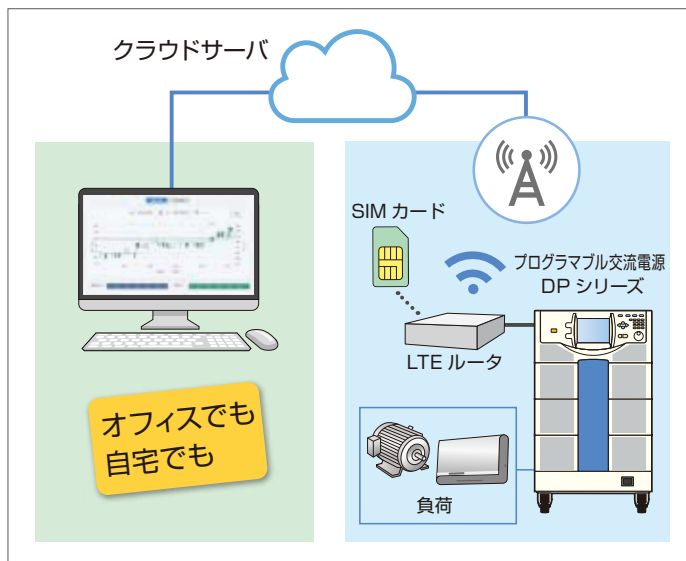 クラウドサーバ
SIM カード
プログラマブル交流電源
DP シリーズ
LTE ルータ
オフィスでも
自宅でも
負荷